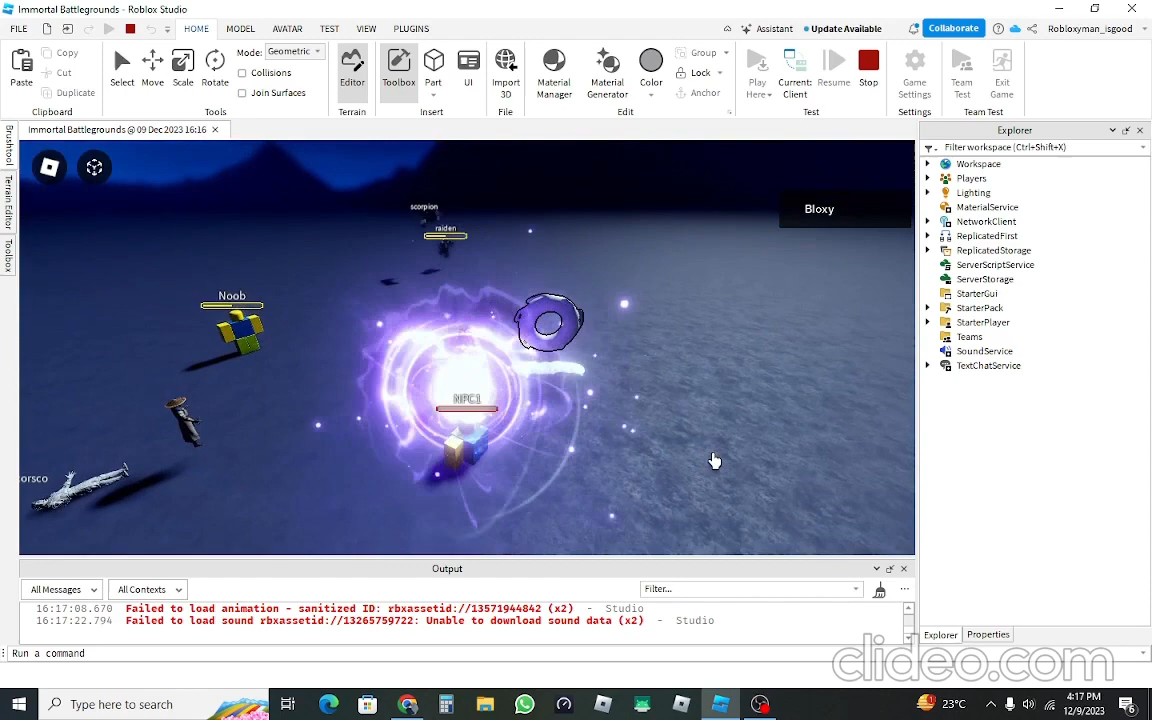 Immortal Battlegrounds - Roblox Studio
FILE HOME MODEL AVATAR TEST VIEW PLUGINS Assistant Update Available Collaborate Robloxyman_isgood
Paste Copy Cut Duplicate Select Move Scale Rotate Mode: Geometric Collisions Join Surfaces Editor Toolbox Part UI Import 3D Material Manager Material Generator Color Group Lock Anchor Play Here Current: Client Resume Stop Game Settings Team Test Exit Game
Clipboard Tools Terrain Insert File Edit Test Settings Team Test
Immortal Battlegrounds @ 09 Dec 2023 16:16
Brushtool
Terrain Editor
Toolbox
scorpion
raiden
Bloxy
Noob
NPC1
orsco
Explorer
Filter workspace (Ctrl+Shift+X)
Workspace
Players
Lighting
MaterialService
NetworkClient
ReplicatedFirst
ReplicatedStorage
ServerScriptService
ServerStorage
StarterGui
StarterPack
StarterPlayer
Teams
SoundService
TextChatService
Output
All Messages All Contexts Filter...
16:17:08.670 Failed to load animation - sanitized ID: rbxassetid://13571944842 (x2) - Studio
16:17:22.794 Failed to load sound rbxassetid://13265759722: Unable to download sound data (x2) - Studio
Explorer Properties
Run a command
clideo.com
Type here to search
23°C
4:17 PM
12/9/2023
6